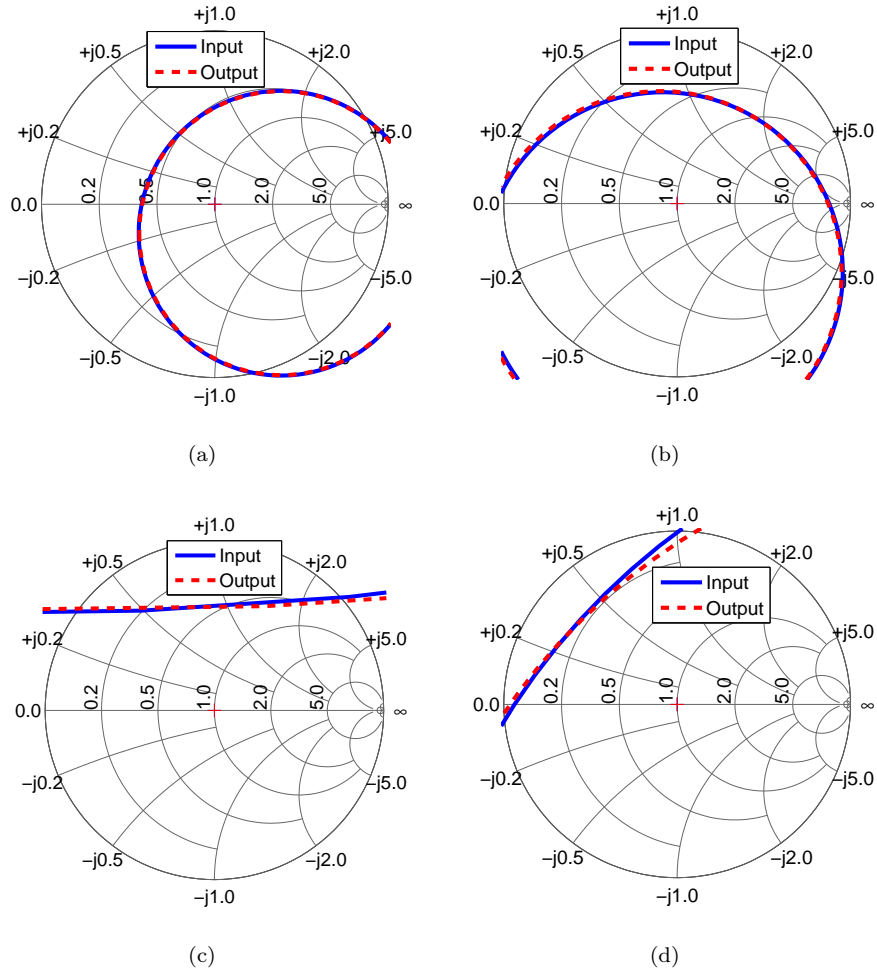 +j1.0
Input
Output
+j0.5
+j2.0
+j0.2
+j5.0
0.0
0.2
0.5
1.0
2.0
5.0
∞
−j0.2
−j5.0
−j0.5
−j2.0
−j1.0
(a)
+j1.0
Input
Output
+j0.5
+j2.0
+j0.2
+j5.0
0.0
0.2
0.5
1.0
2.0
5.0
∞
−j0.2
−j5.0
−j0.5
−j2.0
−j1.0
(b)
+j1.0
Input
Output
+j0.5
+j2.0
+j0.2
+j5.0
0.0
0.2
0.5
1.0
2.0
5.0
∞
−j0.2
−j5.0
−j0.5
−j2.0
−j1.0
(c)
+j1.0
+j0.5
+j2.0
Input
Output
+j0.2
+j5.0
0.0
0.2
0.5
1.0
2.0
5.0
∞
−j0.2
−j5.0
−j0.5
−j2.0
−j1.0
(d)